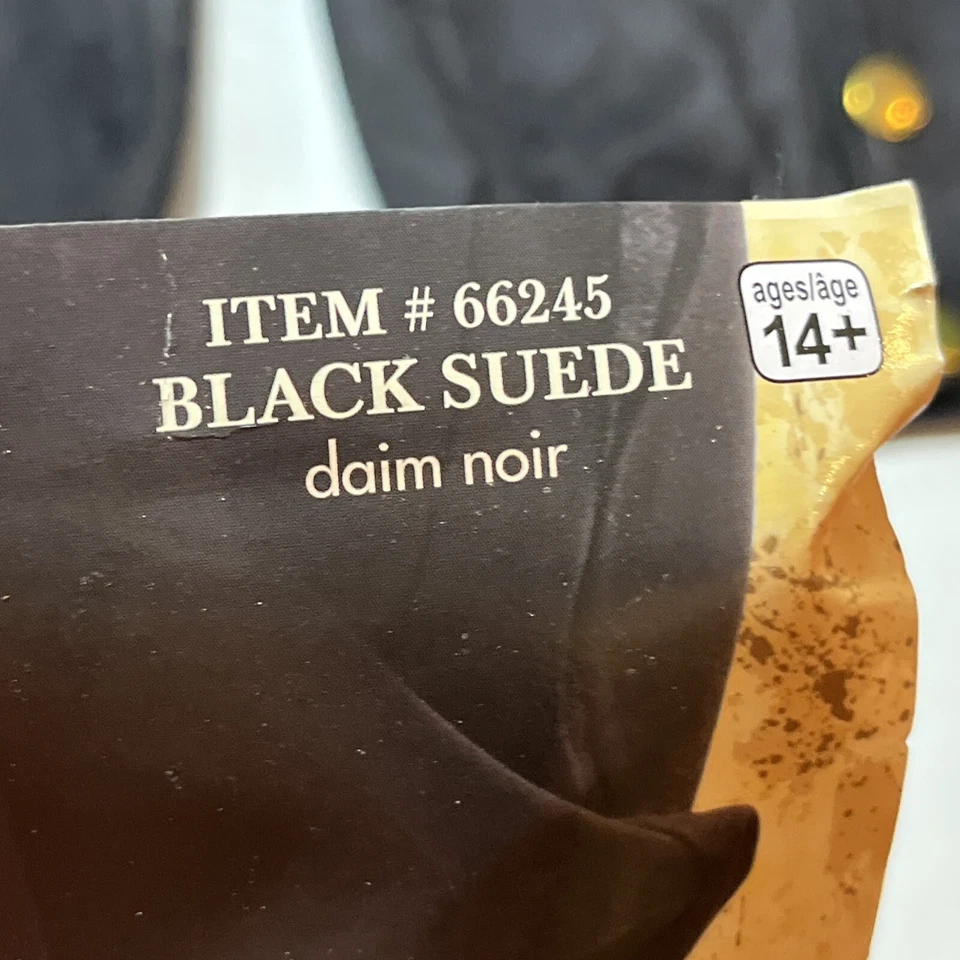 ITEM # 66245
BLACK SUEDE
daim noir
ages/âge
14+